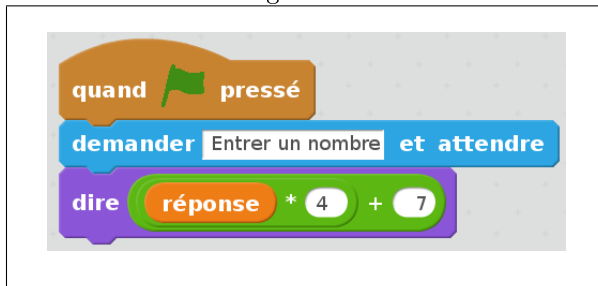 quand pressé
demander Entrer un nombre et attendre
dire réponse * 4 + 7